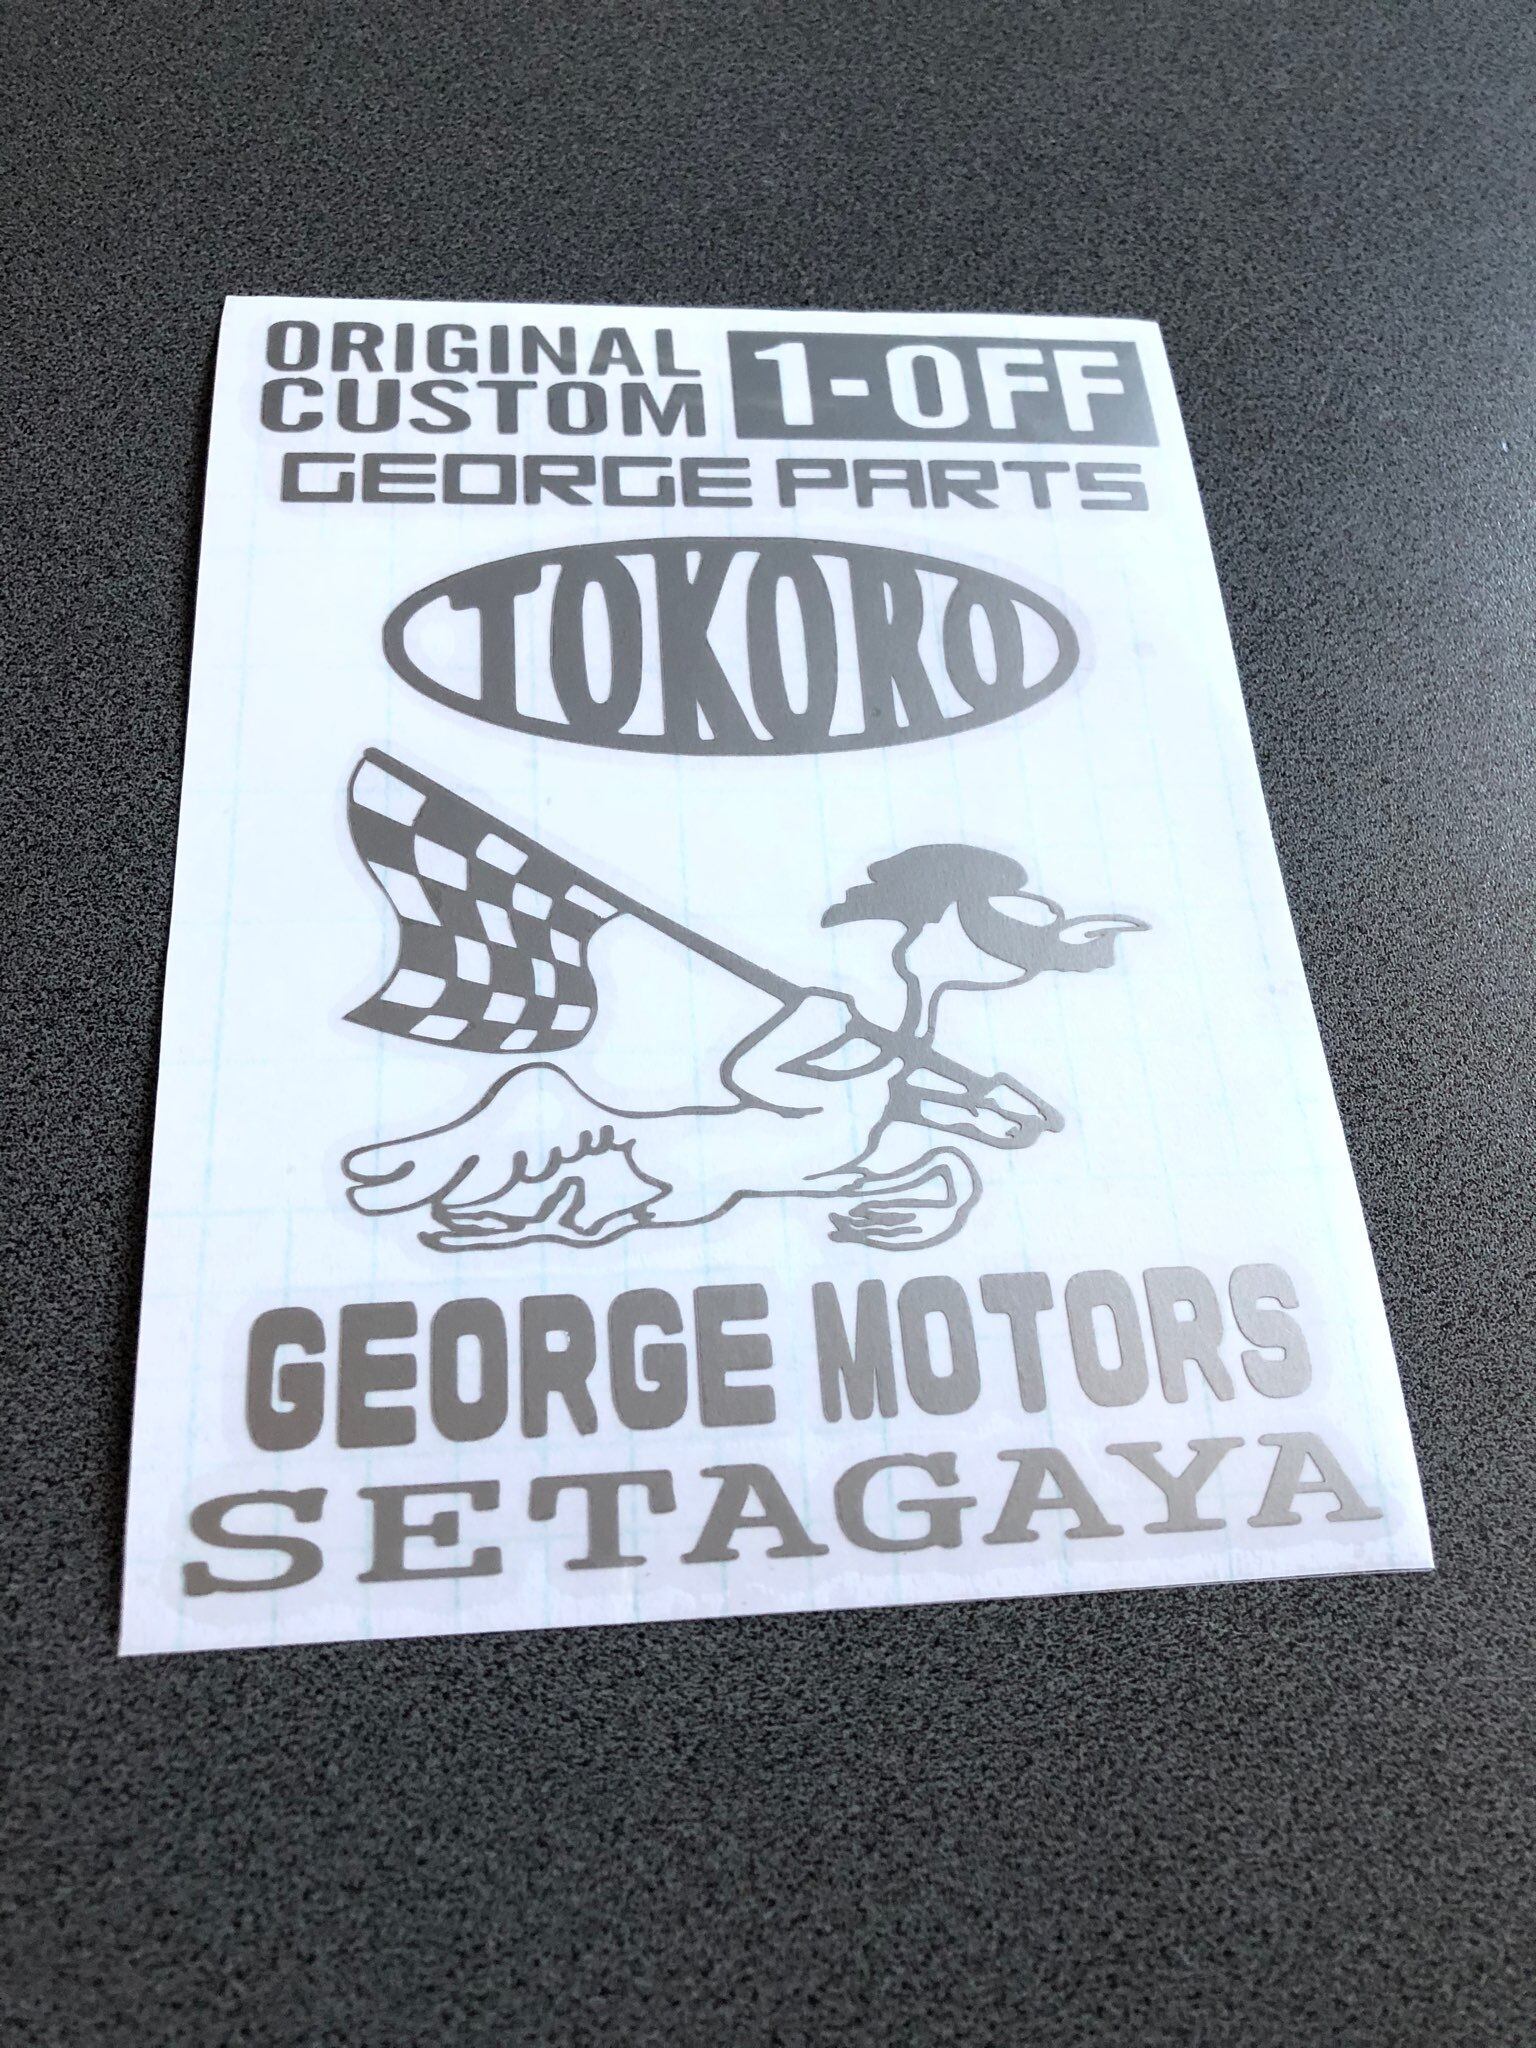 ORIGINAL
CUSTOM
1-OFF
GEORGE PARTS
TOKORO
GEORGE MOTORS
SETAGAYA